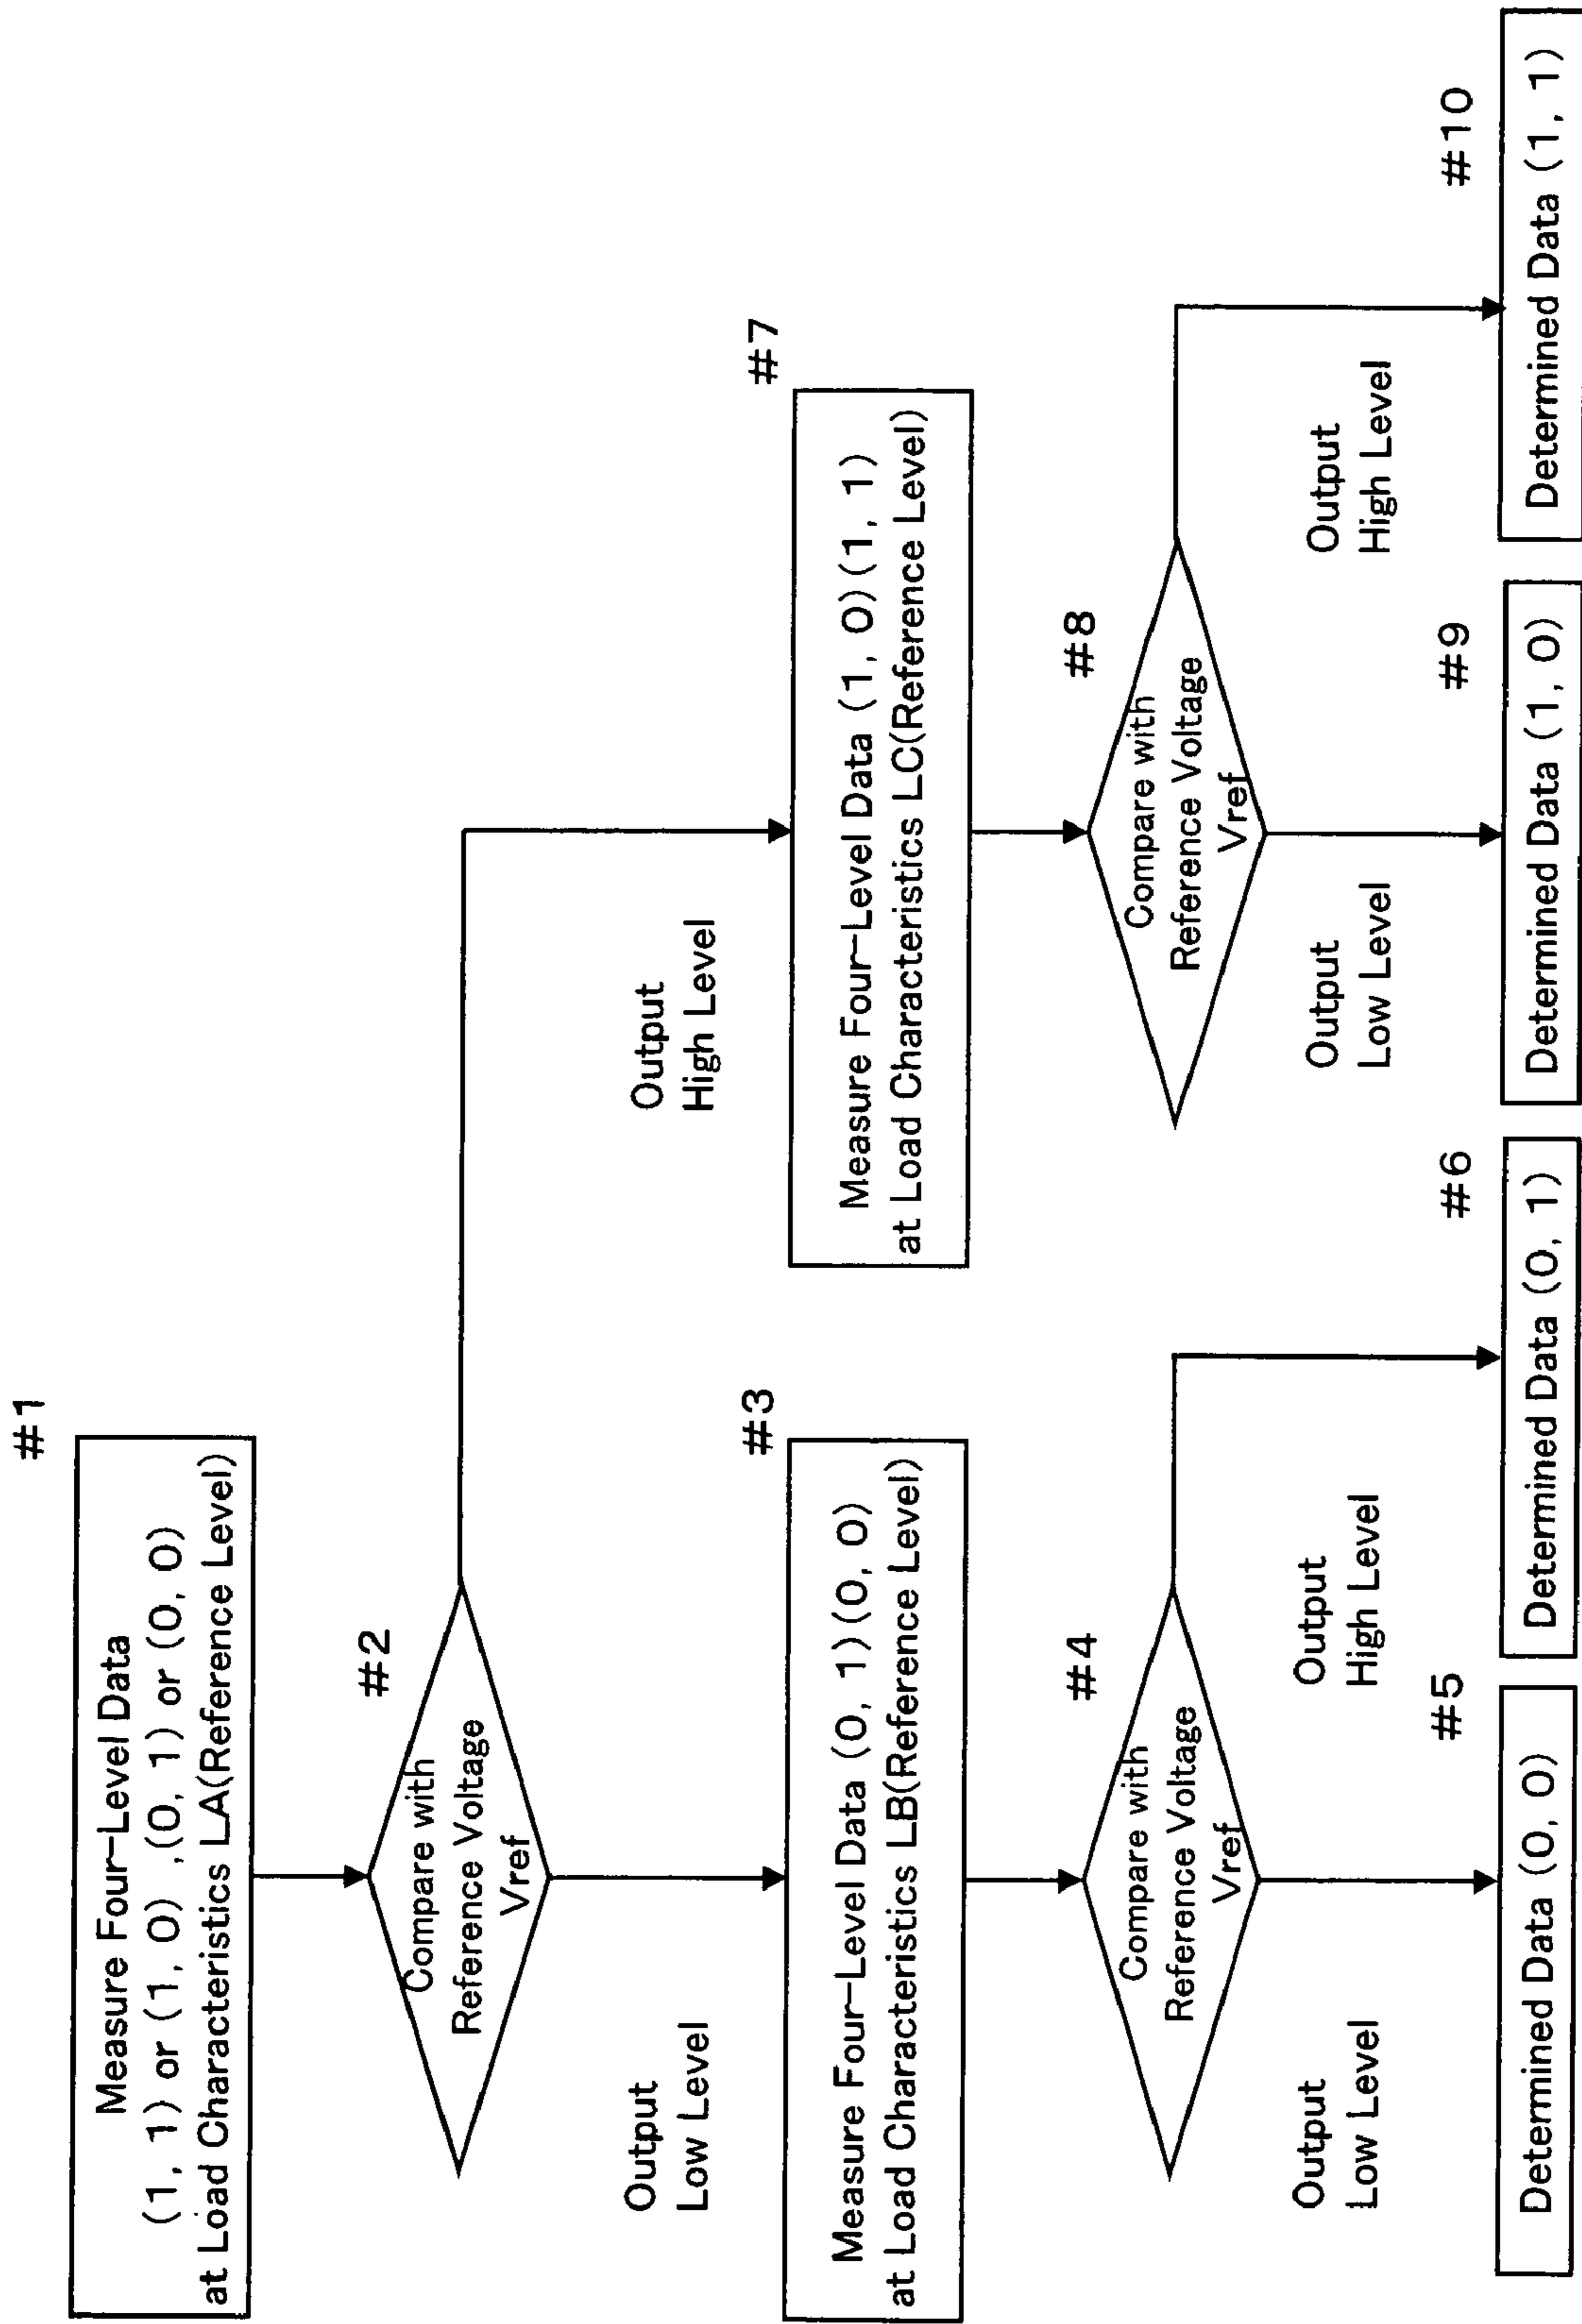 #1
Measure Four-Level Data
(1, 1) or (1, 0) ,(0, 1) or (0, 0)
at Load Characteristics LA(Reference Level)
#2
Compare with
Reference Voltage
Vref
Output
Low Level
Output
High Level
#3
Measure Four-Level Data (0, 1)(0, 0)
at Load Characteristics LB(Reference Level)
#7
Measure Four-Level Data (1, 0)(1, 1)
at Load Characteristics LC(Reference Level)
#4
Compare with
Reference Voltage
Vref
#8
Compare with
Reference Voltage
Vref
Output
Low Level
Output
High Level
Output
Low Level
Output
High Level
#5
Determined Data (0, 0)
#6
Determined Data (0, 1)
#9
Determined Data (1, 0)
#10
Determined Data (1, 1)